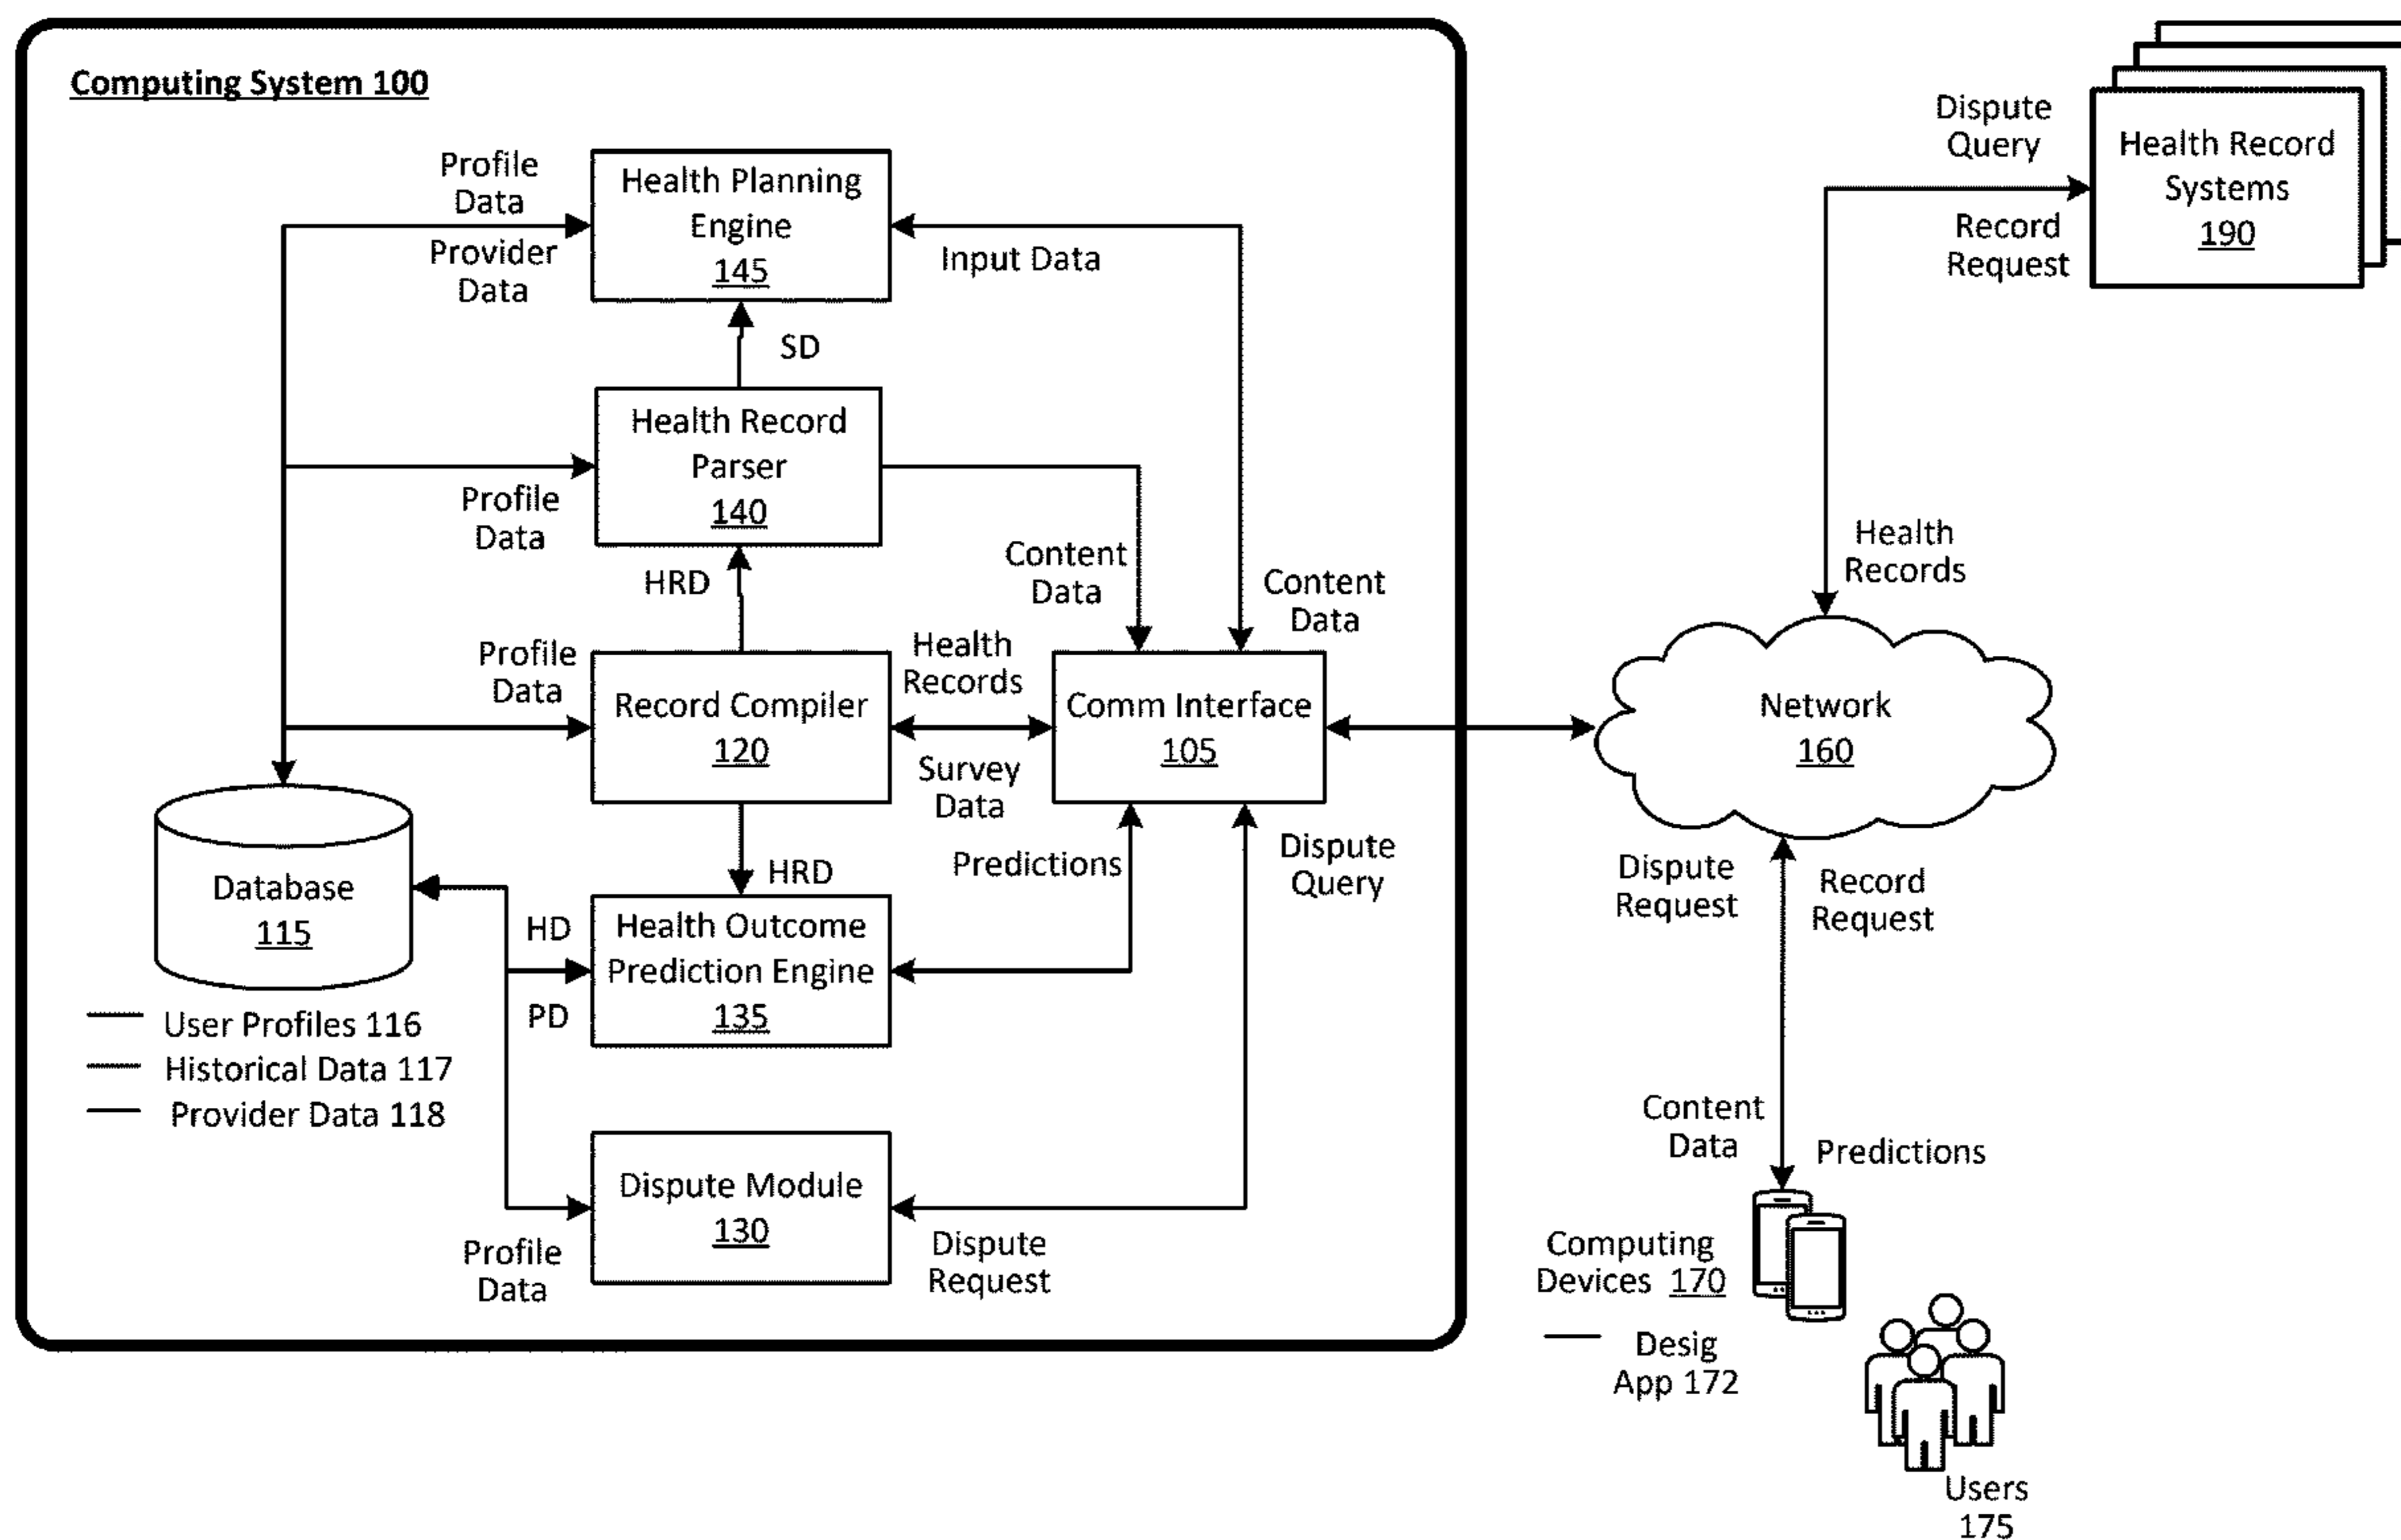 Computing System 100
Profile
Data
Provider
Data
Health Planning
Engine
145
Input Data
SD
Health Record
Parser
140
Profile
Data
Content
Data
Content
Data
HRD
Profile
Data
Record Compiler
120
Health
Records
Survey
Data
Comm Interface
105
HRD
Predictions
Dispute
Query
Database
115
User Profiles 116
Historical Data 117
Provider Data 118
HD
PD
Health Outcome
Prediction Engine
135
Dispute Module
130
Profile
Data
Dispute
Request
Dispute
Query
Record
Request
Health Record
Systems
190
Health
Records
Network
160
Dispute
Request
Record
Request
Content
Data
Predictions
Computing
Devices 170
Desig
App 172
Users
175